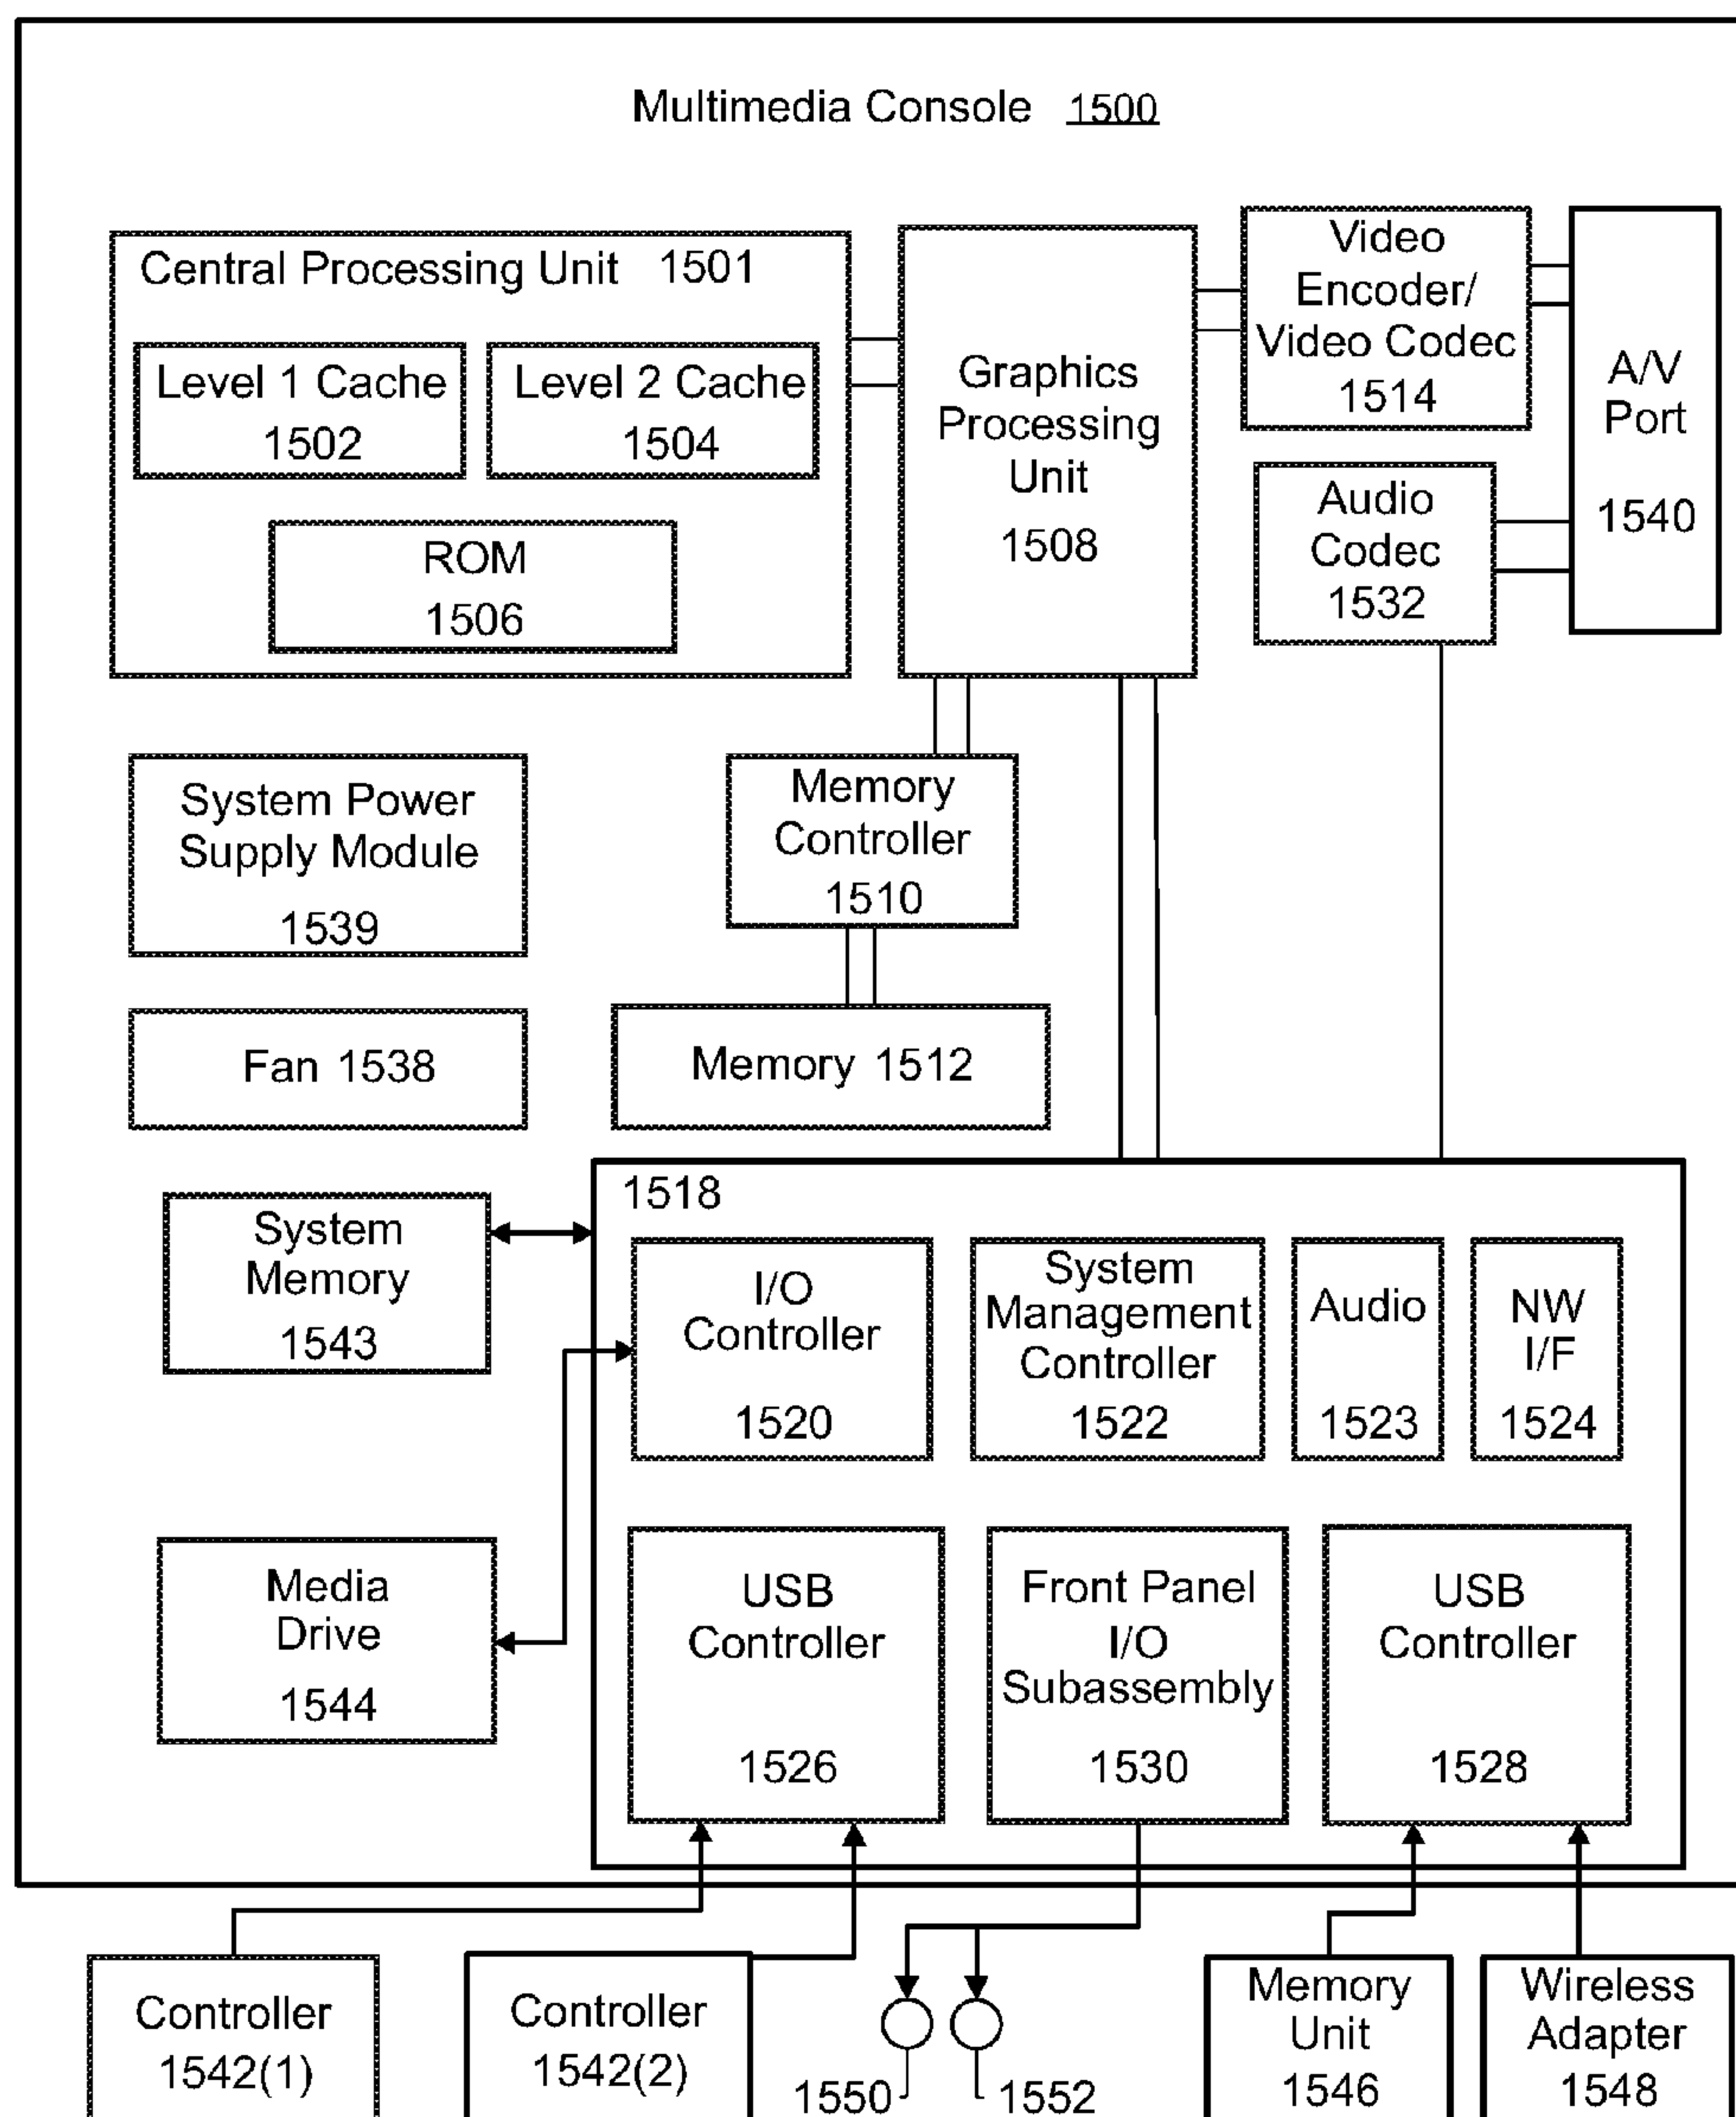 Multimedia Console 1500
Central Processing Unit 1501
Level 1 Cache
1502
Level 2 Cache
1504
ROM
1506
Graphics
Processing
Unit
1508
Video
Encoder/
Video Codec
1514
A/V
Port
1540
Audio
Codec
1532
System Power
Supply Module
1539
Memory
Controller
1510
Fan 1538
Memory 1512
1518
System
Memory
1543
I/O
Controller
1520
System
Management
Controller
1522
Audio
1523
NW
I/F
1524
Media
Drive
1544
USB
Controller
1526
Front Panel
I/O
Subassembly
1530
USB
Controller
1528
Controller
1542(1)
Controller
1542(2)
1550
1552
Memory
Unit
1546
Wireless
Adapter
1548